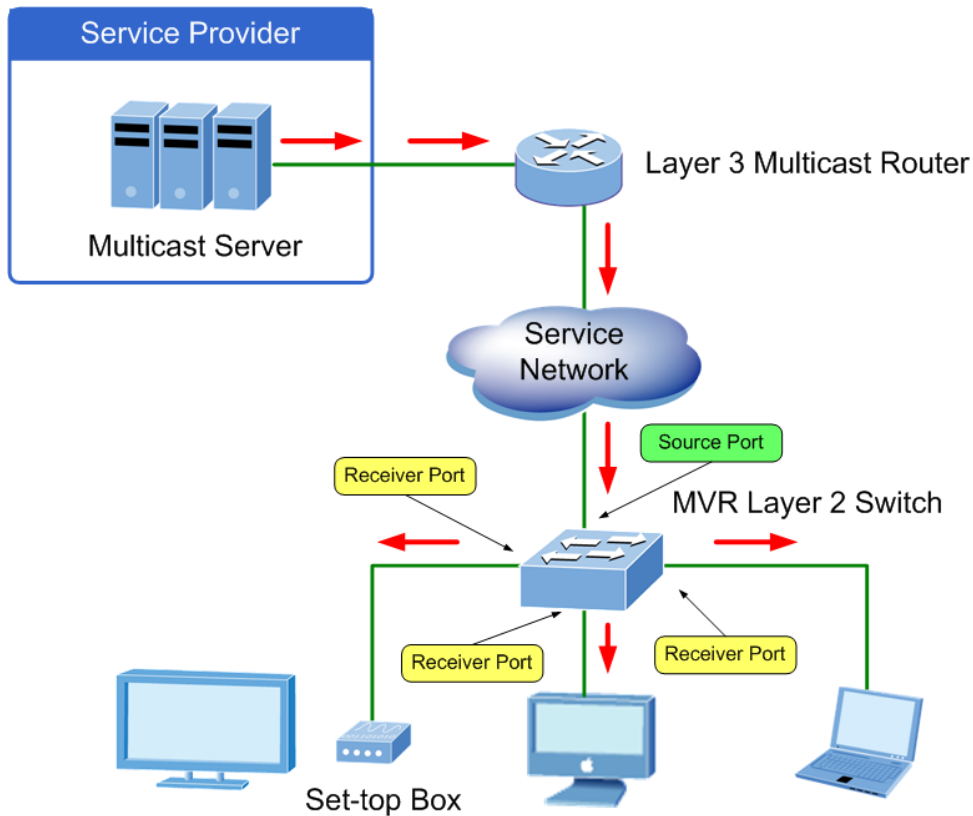 Service Provider
Multicast Server
Layer 3 Multicast Router
Service
Network
Source Port
Receiver Port
MVR Layer 2 Switch
Receiver Port
Receiver Port
Set-top Box